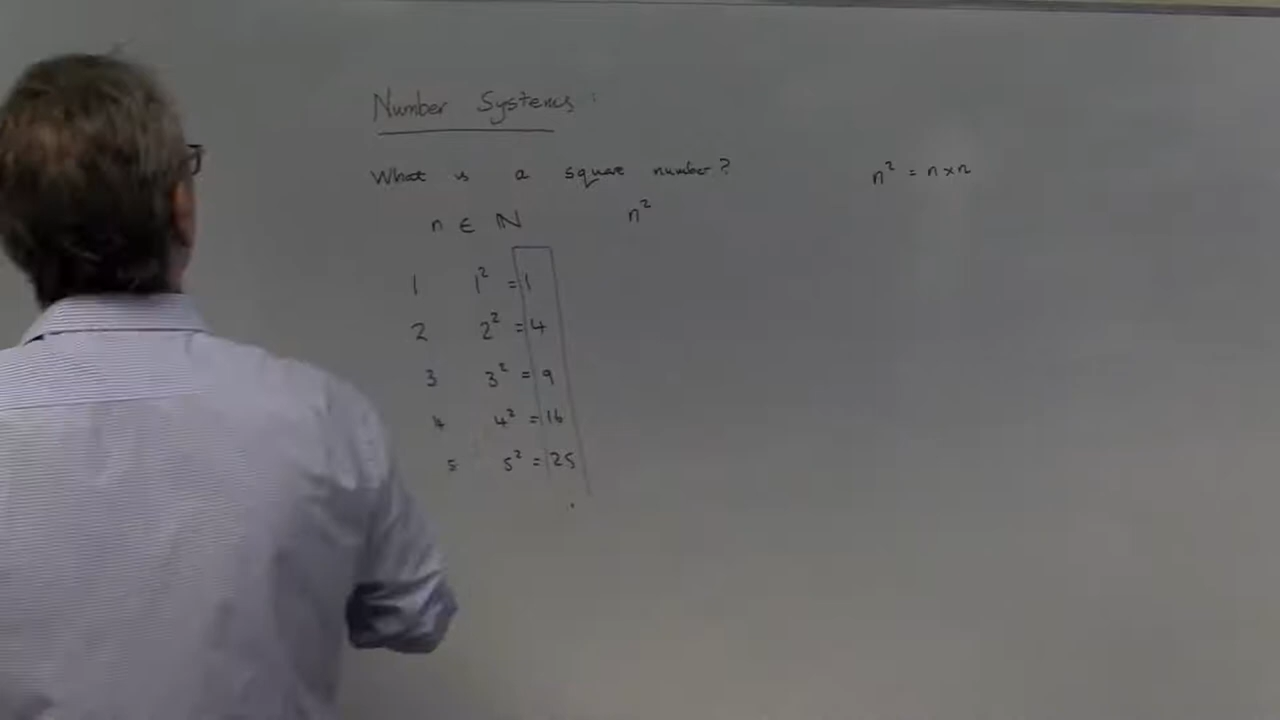 Number Systems:
What is a square number? n² = n×n
n ∈ ℕ n²
1 1² = 1
2 2² = 4
3 3² = 9
4 4² = 16
5 5² = 25